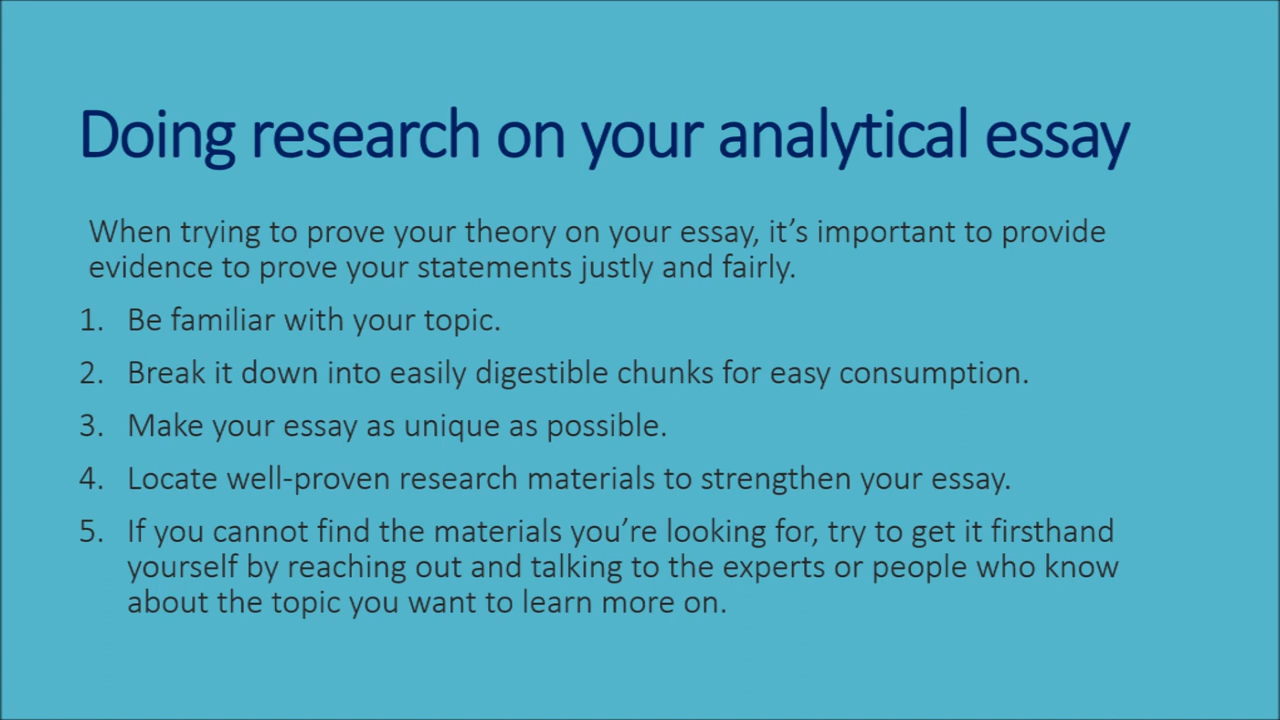 Doing research on your analytical essay
When trying to prove your theory on your essay, it’s important to provide
evidence to prove your statements justly and fairly.
1. Be familiar with your topic.
2. Break it down into easily digestible chunks for easy consumption.
3. Make your essay as unique as possible.
4. Locate well-proven research materials to strengthen your essay.
5. If you cannot find the materials you’re looking for, try to get it firsthand
yourself by reaching out and talking to the experts or people who know
about the topic you want to learn more on.